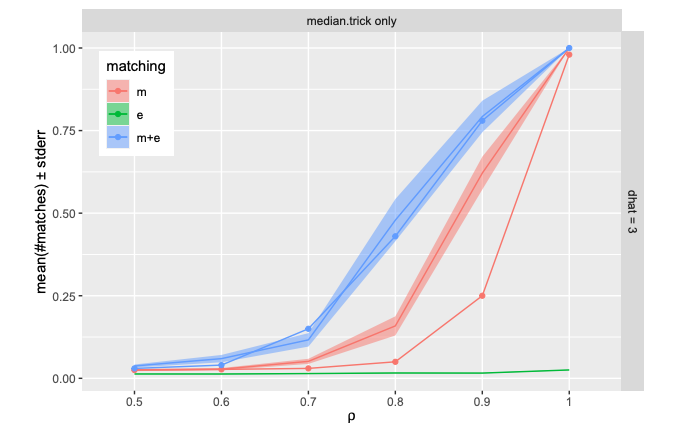 median.trick only
matching
m
e
m+e
mean(#matches) ± stderr
1.00
0.75
0.50
0.25
0.00
dhat = 3
0.5 0.6 0.7 0.8 0.9 1
ρ